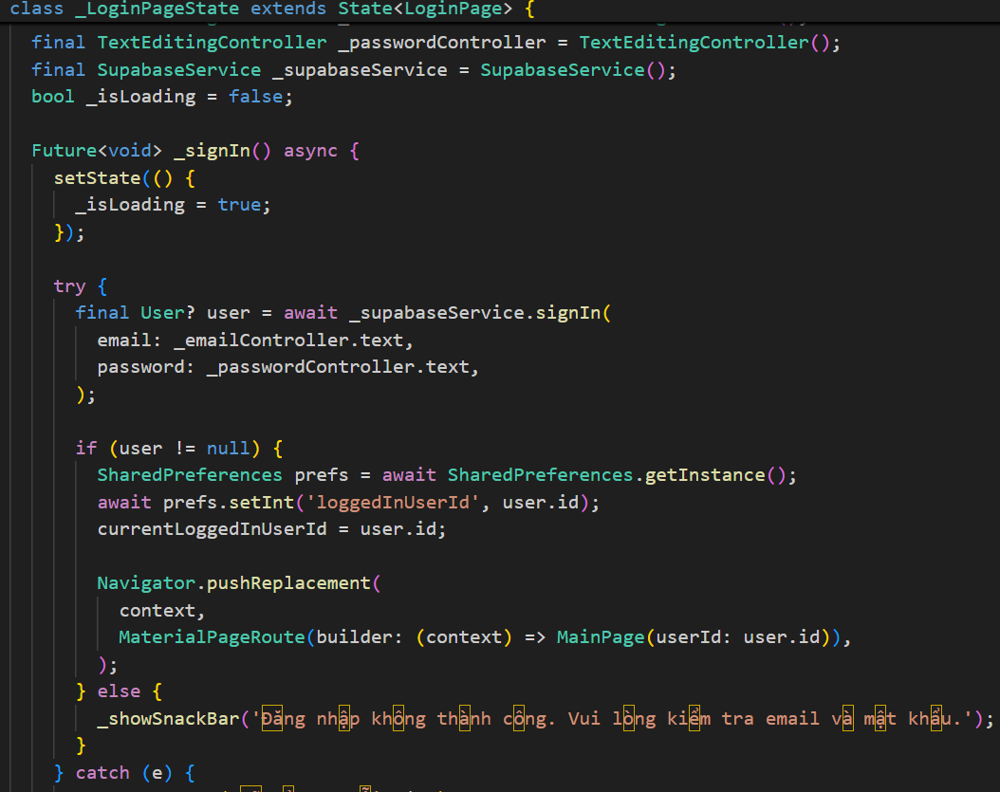 class _LoginPageState extends State<LoginPage> {
final TextEditingController _passwordController = TextEditingController();
final SupabaseService _supabaseService = SupabaseService();
bool _isLoading = false;
Future<void> _signIn() async {
setState(() {
_isLoading = true;
});
try {
final User? user = await _supabaseService.signIn(
email: _emailController.text,
password: _passwordController.text,
);
if (user != null) {
SharedPreferences prefs = await SharedPreferences.getInstance();
await prefs.setInt('loggedInUserId', user.id);
currentLoggedInUserId = user.id;
Navigator.pushReplacement(
context,
MaterialPageRoute(builder: (context) => MainPage(userId: user.id)),
);
} else {
_showSnackBar('Đăng nhập không thành công. Vui lòng kiểm tra email và mật khẩu.');
}
} catch (e) {